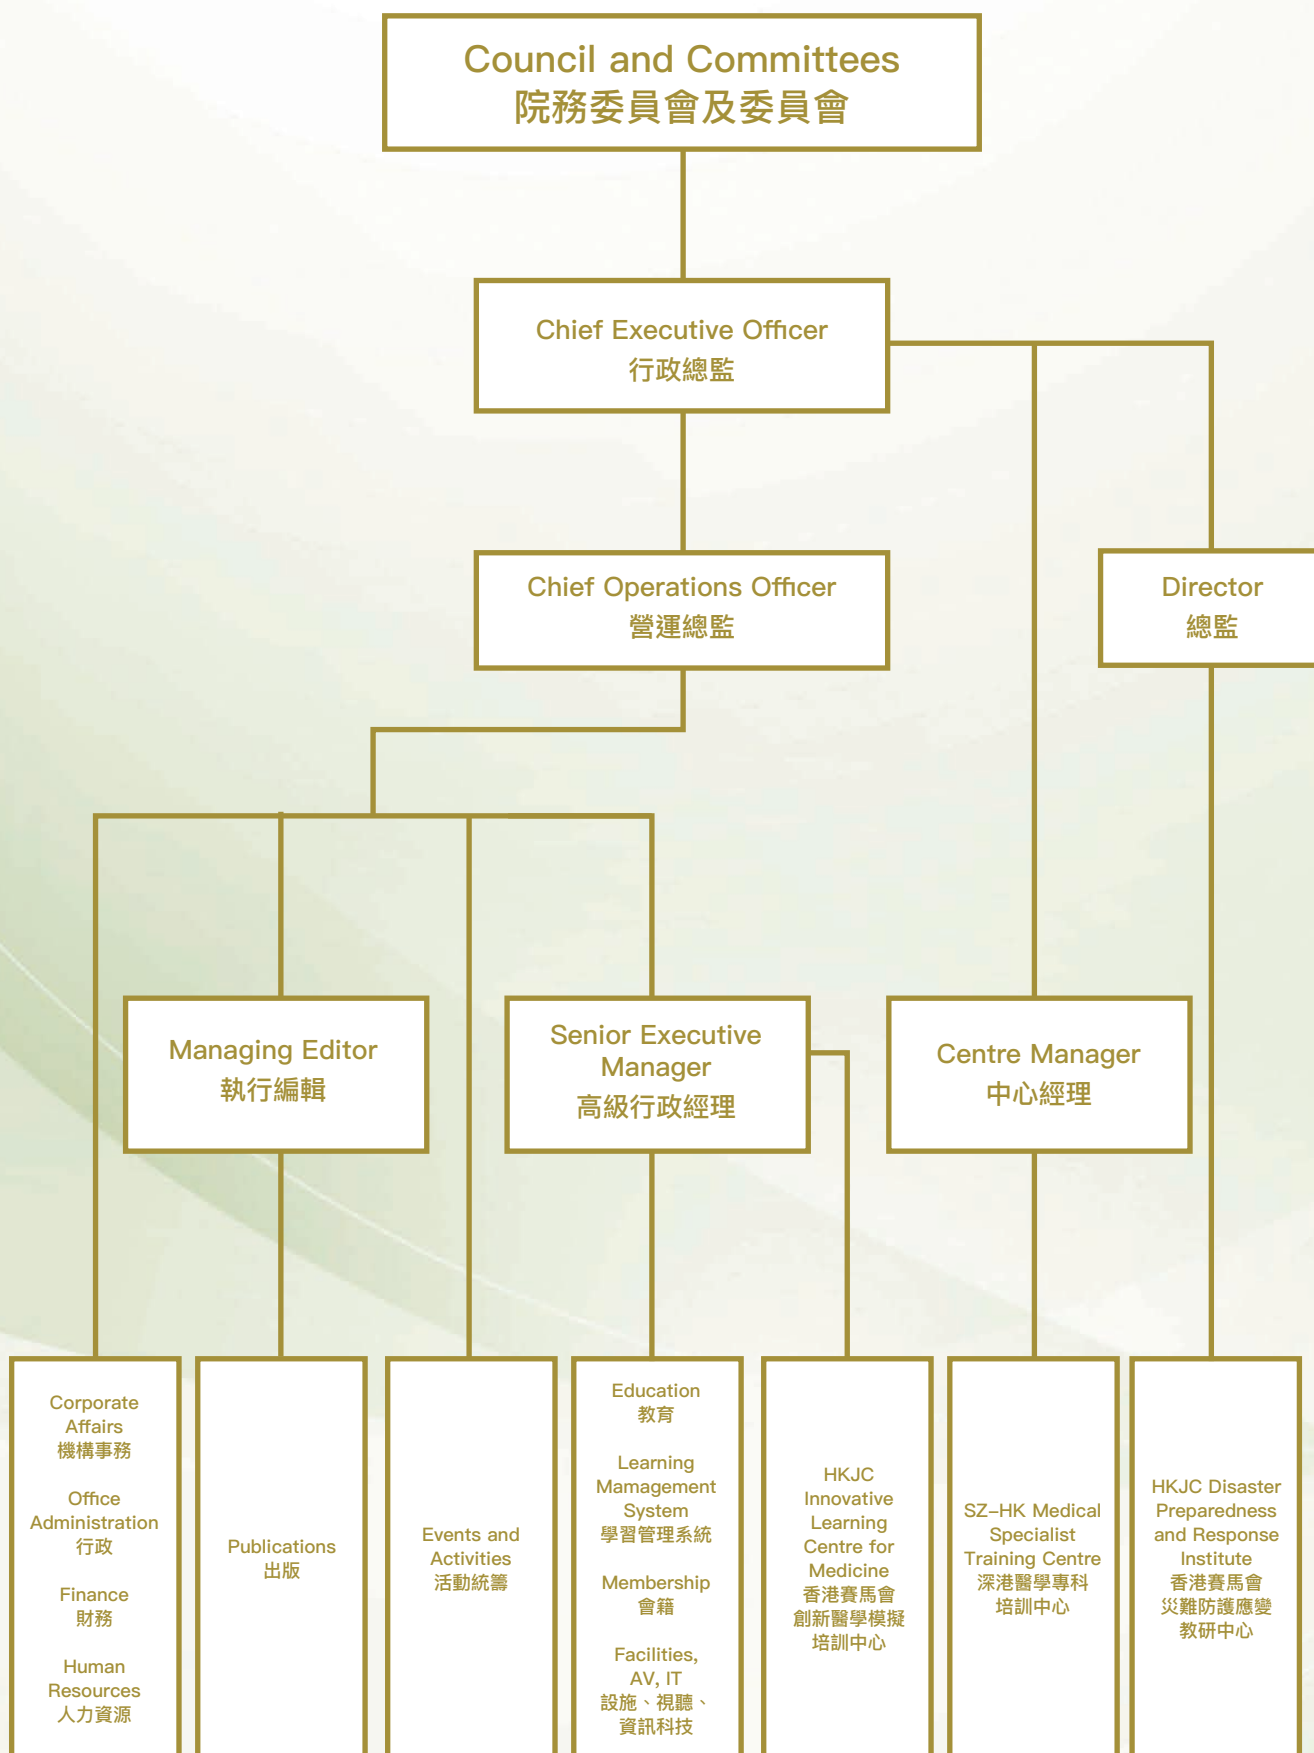 Council and Committees
院務委員會及委員會
Chief Executive Officer
行政總監
Chief Operations Officer
營運總監
Director
總監
Managing Editor
執行編輯
Senior Executive
Manager
高級行政經理
Centre Manager
中心經理
Corporate
Affairs
機構事務
Office
Administration
行政
Finance
財務
Human
Resources
人力資源
Publications
出版
Events and
Activities
活動統籌
Education
教育
Learning
Mamagement
System
學習管理系統
Membership
會籍
Facilities,
AV, IT
設施、視聽、
資訊科技
HKJC
Innovative
Learning
Centre for
Medicine
香港賽馬會
創新醫學模擬
培訓中心
SZ–HK Medical
Specialist
Training Centre
深港醫學專科
培訓中心
HKJC Disaster
Preparedness
and Response
Institute
香港賽馬會
災難防護應變
教研中心